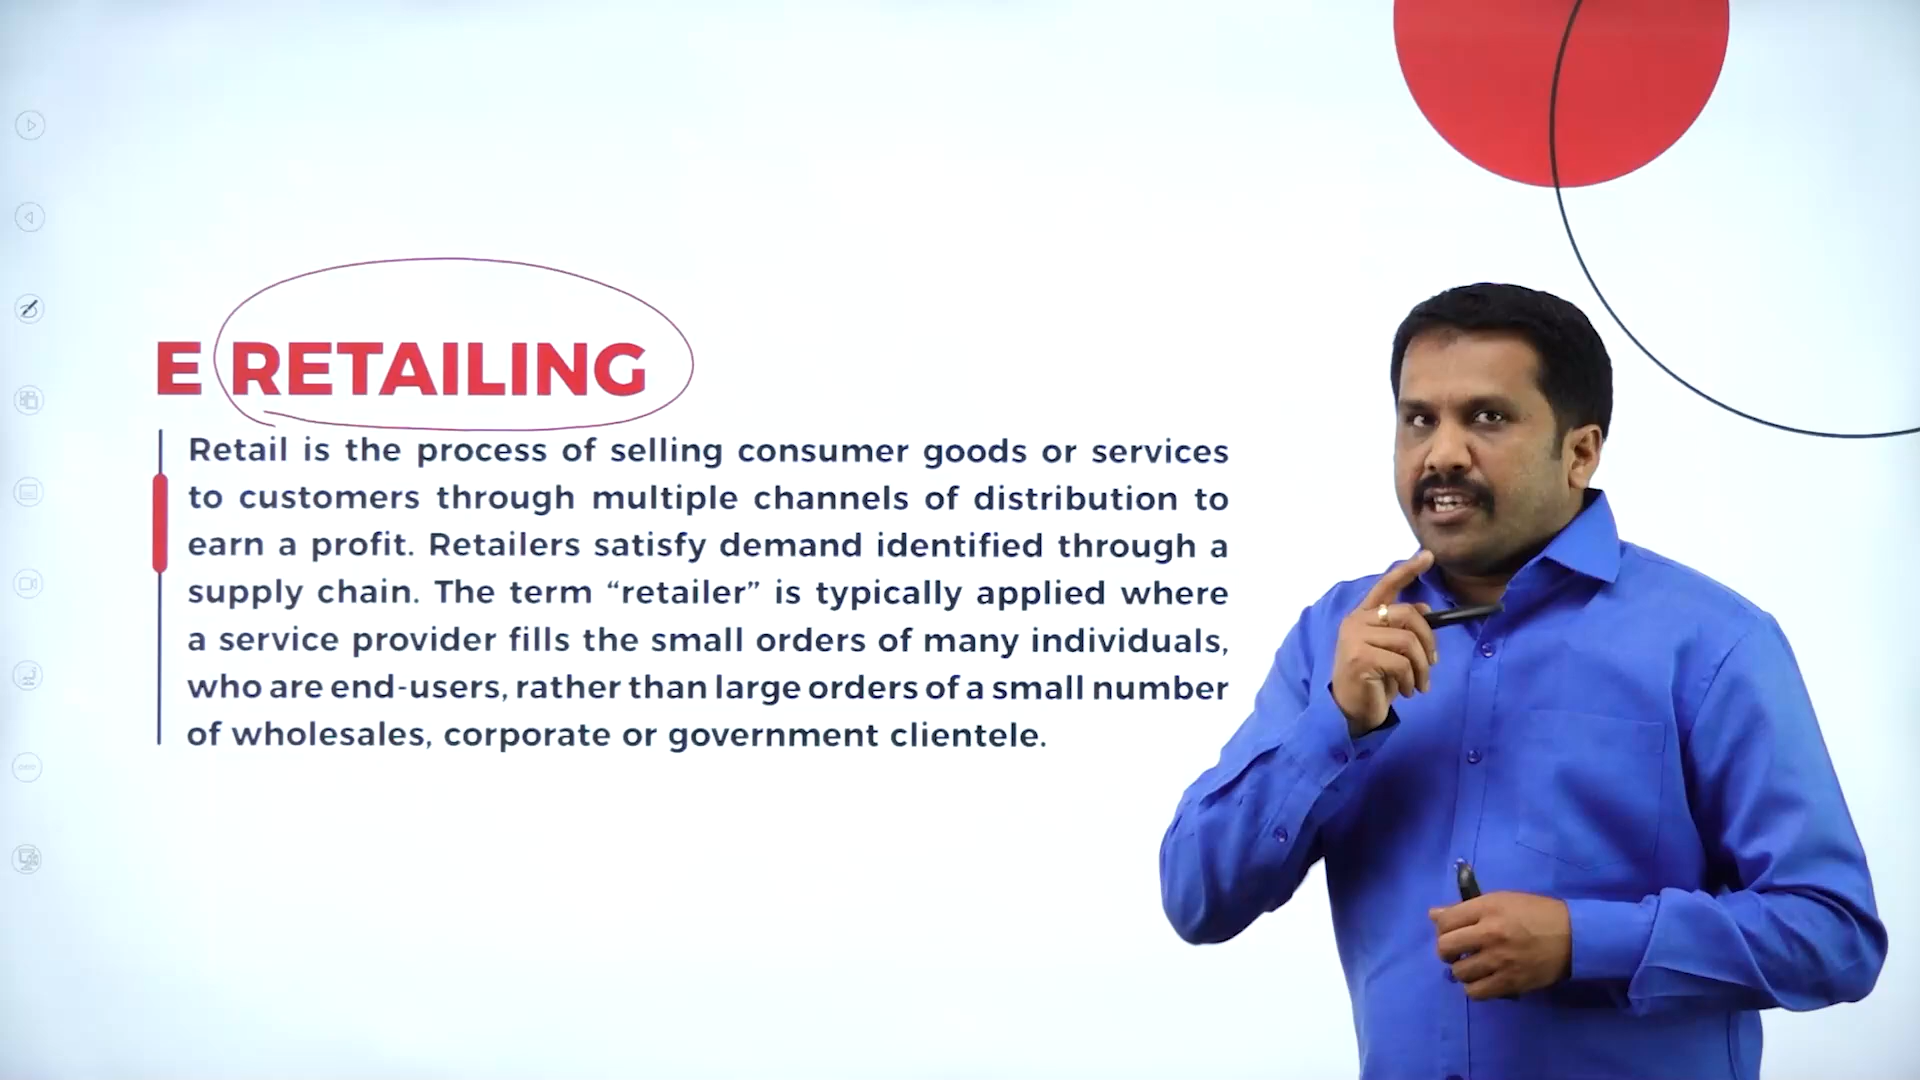 E RETAILING
Retail is the process of selling consumer goods or services
to customers through multiple channels of distribution to
earn a profit. Retailers satisfy demand identified through a
supply chain. The term “retailer” is typically applied where
a service provider fills the small orders of many individuals,
who are end-users, rather than large orders of a small number
of wholesales, corporate or government clientele.